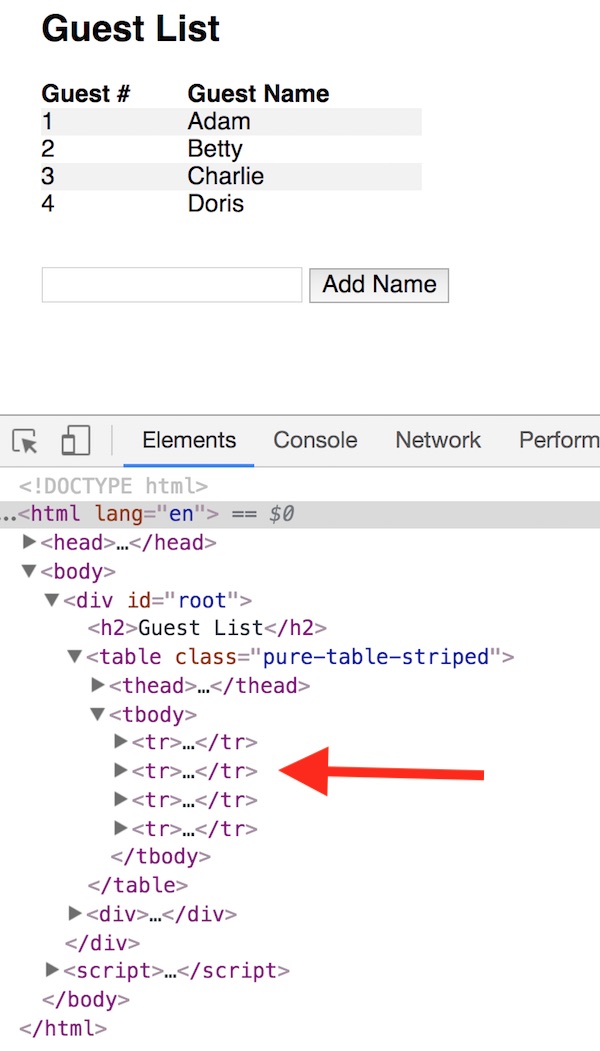 Guest List
Guest # Guest Name
1 Adam
2 Betty
3 Charlie
4 Doris
Add Name
Elements Console Network Perform
<!DOCTYPE html>
…<html lang="en"> == $0
▶<head>…</head>
▼<body>
▼<div id="root">
<h2>Guest List</h2>
▼<table class="pure-table-striped">
▶<thead>…</thead>
▼<tbody>
▶<tr>…</tr>
▶<tr>…</tr>
▶<tr>…</tr>
▶<tr>…</tr>
</tbody>
</table>
▶<div>…</div>
</div>
▶<script>…</script>
</body>
</html>